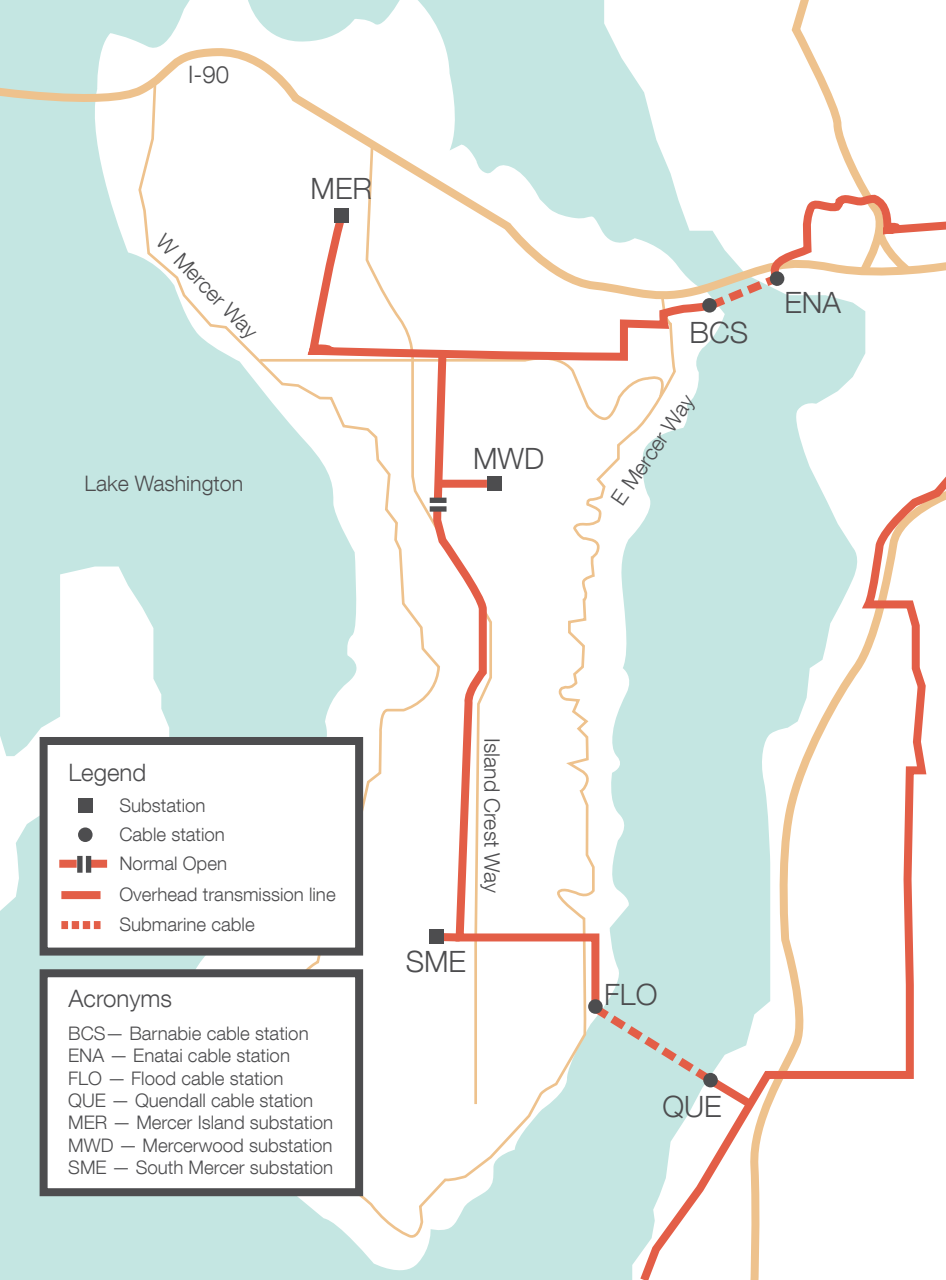 I-90
MER
W Mercer Way
ENA
BCS
MWD
E Mercer Way
Lake Washington
Island Crest Way
Legend
Substation
Cable station
Normal Open
Overhead transmission line
Submarine cable
SME
FLO
QUE
Acronyms
BCS— Barnabie cable station
ENA — Enatai cable station
FLO — Flood cable station
QUE — Quendall cable station
MER — Mercer Island substation
MWD — Mercerwood substation
SME — South Mercer substation